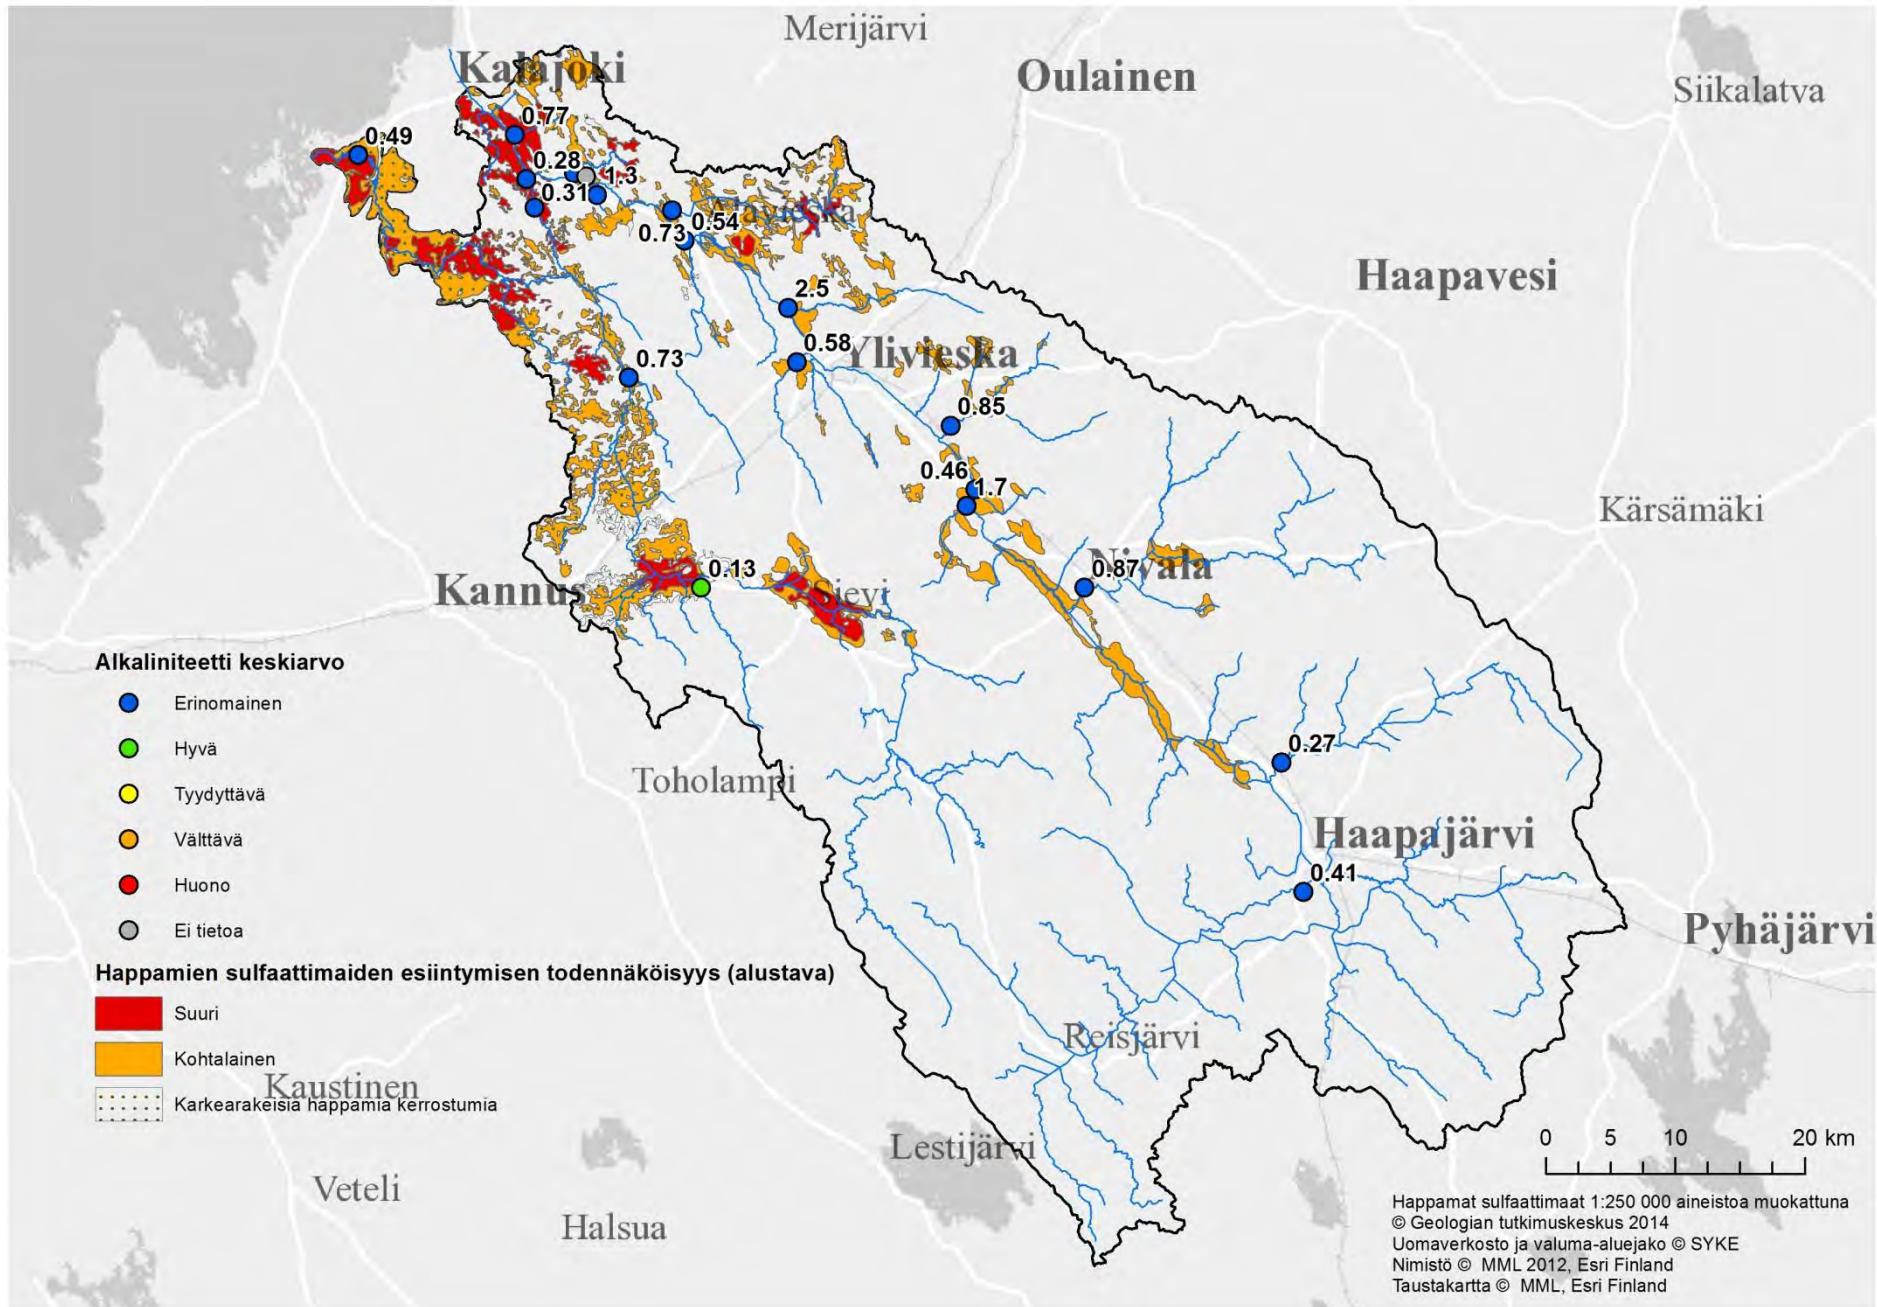 Merijärvi
Kalajoki
Oulainen
Siikalatva
0.77
0.49
0.28
1.3
0.31
Alavieska
0.54
0.73
Haapavesi
2.5
0.58
Ylivieska
0.73
0.85
0.46
1.7
Kärsämäki
Nivala
0.87
Kannus
0.13
Sievi
Alkaliniteetti keskiarvo
Erinomainen
Hyvä
Tyydyttävä
Välttävä
Huono
Ei tietoa
Toholampi
0.27
Haapajärvi
0.41
Pyhäjärvi
Happamien sulfaattimaiden esiintymisen todennäköisyys (alustava)
Suuri
Kohtalainen
Karkearakeisia happamia kerrostumia
Kaustinen
Reisjärvi
Lestijärvi
Veteli
Halsua
0 5 10 20 km
Happamat sulfaattimaat 1:250 000 aineistoa muokattuna
© Geologian tutkimuskeskus 2014
Uomaverkosto ja valuma-aluejako © SYKE
Nimistö © MML 2012, Esri Finland
Taustakartta © MML, Esri Finland